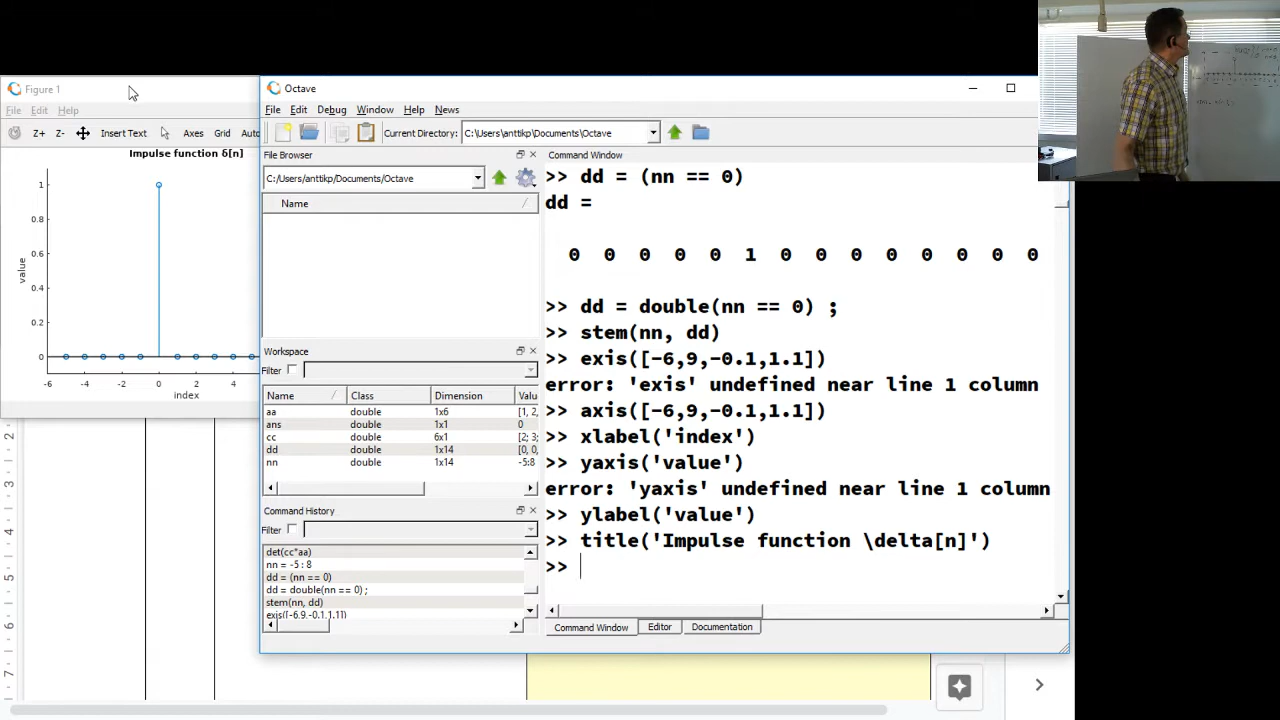 Figure 1
File Edit Help
Z+ Z- Insert Text Axes Grid Aut
Impulse function δ[n]
1
0.8
0.6
0.4
0.2
0
value
-6 -4 -2 0 2 4
index
2
3
4
5
6
7
Octave
File Edit Debug Window Help News
Current Directory: C:\Users\anttikp\Documents\Octave
File Browser
C:/Users/anttikp/Documents/Octave
Name
Workspace
Filter
Name Class Dimension Valu
aa double 1x6 [1, 2,
ans double 1x1 0
cc double 6x1 [2; 3;
dd double 1x14 [0, 0,
nn double 1x14 -5:8
Command History
Filter
det(cc*aa)
nn = -5 : 8
dd = (nn == 0)
dd = double(nn == 0) ;
stem(nn, dd)
exis([-6,9,-0.1,1.1])
Command Window
>> dd = (nn == 0)
dd =
0 0 0 0 0 1 0 0 0 0 0 0 0 0
>> dd = double(nn == 0) ;
>> stem(nn, dd)
>> exis([-6,9,-0.1,1.1])
error: 'exis' undefined near line 1 column
>> axis([-6,9,-0.1,1.1])
>> xlabel('index')
>> yaxis('value')
error: 'yaxis' undefined near line 1 column
>> ylabel('value')
>> title('Impulse function \delta[n]')
>>
Command Window Editor Documentation